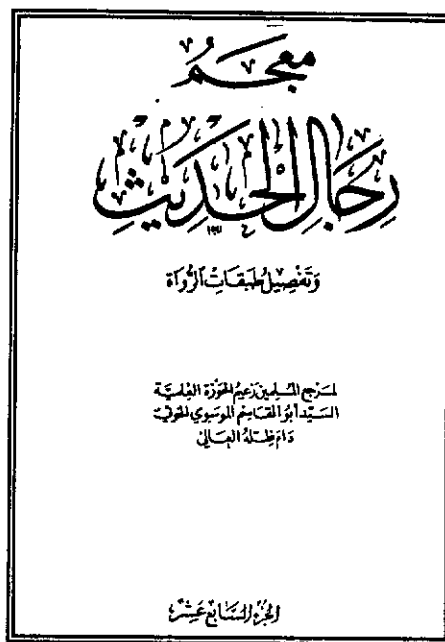 معجم
رجال الحديث
وتفصيل طبقات الرواة
لمرجع المسلمين زعيم الحوزة العلمية
السيد أبو القاسم الموسوي الخوئي
دام ظله العالي
الجزء السابع عشر